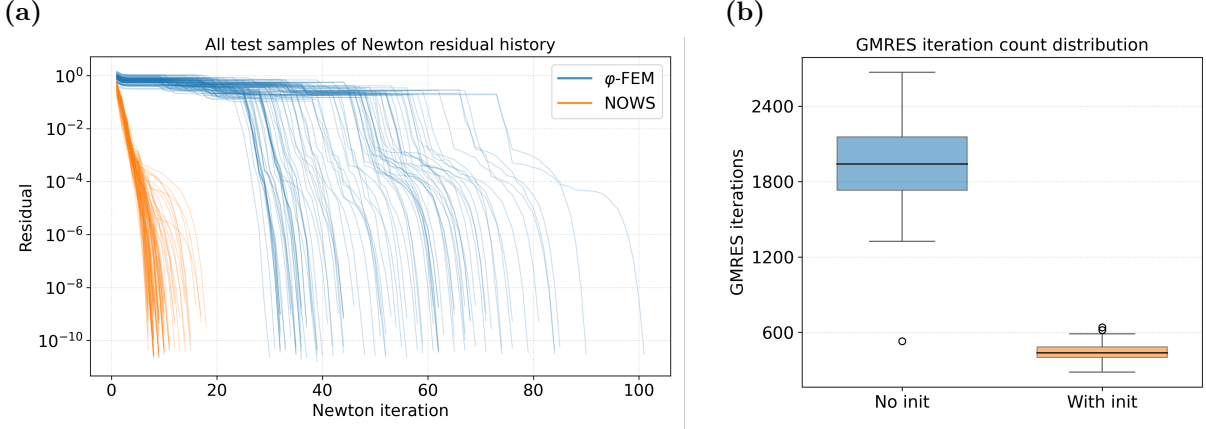 (a)
All test samples of Newton residual history
Residual
10^0
10^-2
10^-4
10^-6
10^-8
10^-10
φ-FEM
NOWS
0 20 40 60 80 100
Newton iteration
(b)
GMRES iteration count distribution
GMRES iterations
2400
1800
1200
600
No init With init